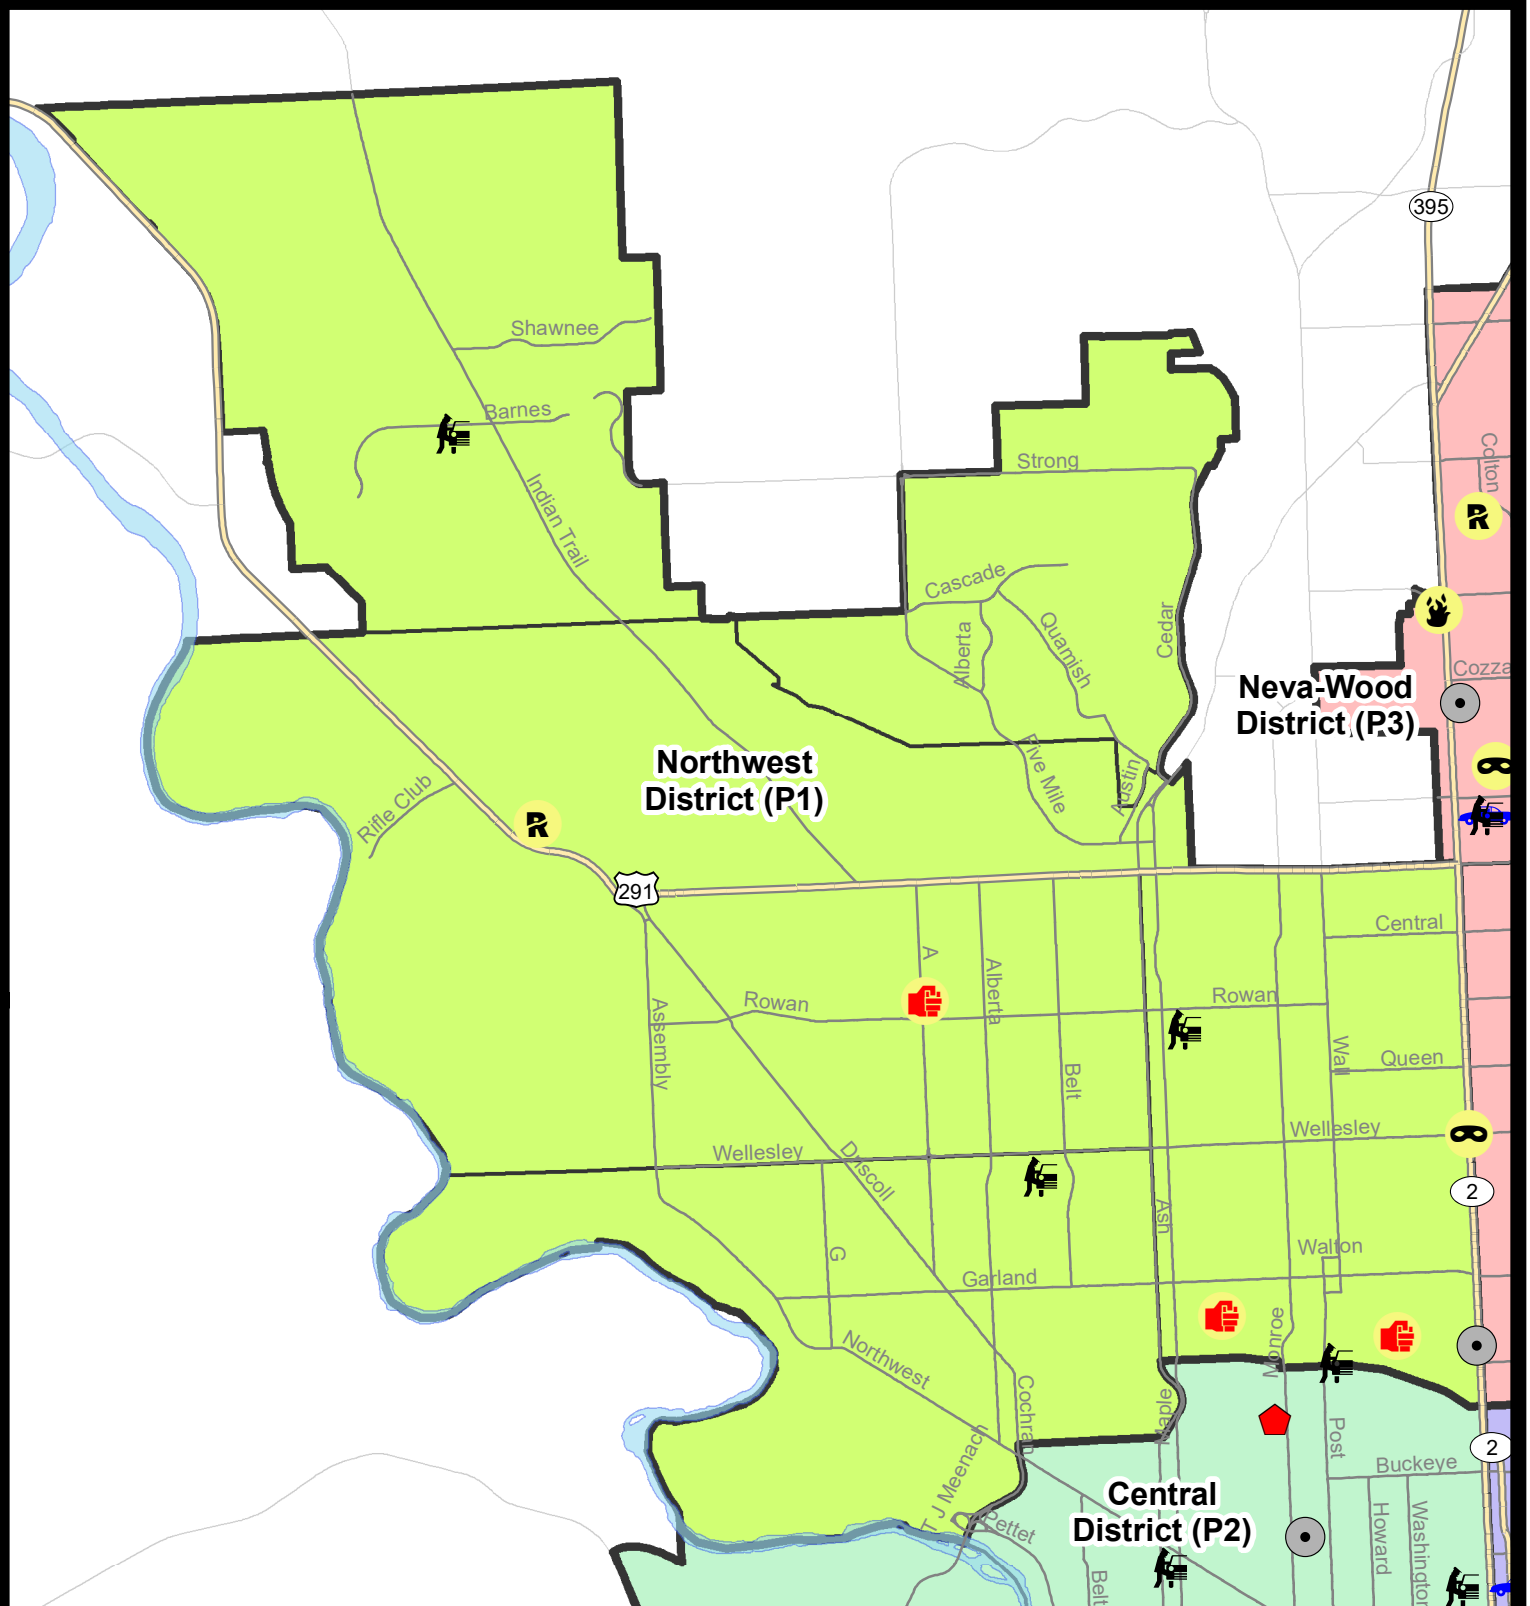 395
Shawnee
Barnes
Colton
Strong
Indian Trail
Cascade
Cedar
Alberta
Quamish
Cozza
Neva-Wood
District (P3)
Northwest
District (P1)
Five Mile
Austin
Rifle Club
R
R
291
Central
A
Alberta
Rowan
Rowan
Assembly
Wall
Queen
Belt
Wellesley
Wellesley
Driscoll
2
Ash
G
Walton
Garland
Monroe
Northwest
Cochran
Maple
Post
2
Buckeye
T J Meenach
Central
District (P2)
Pettet
Howard
Washington
Belt